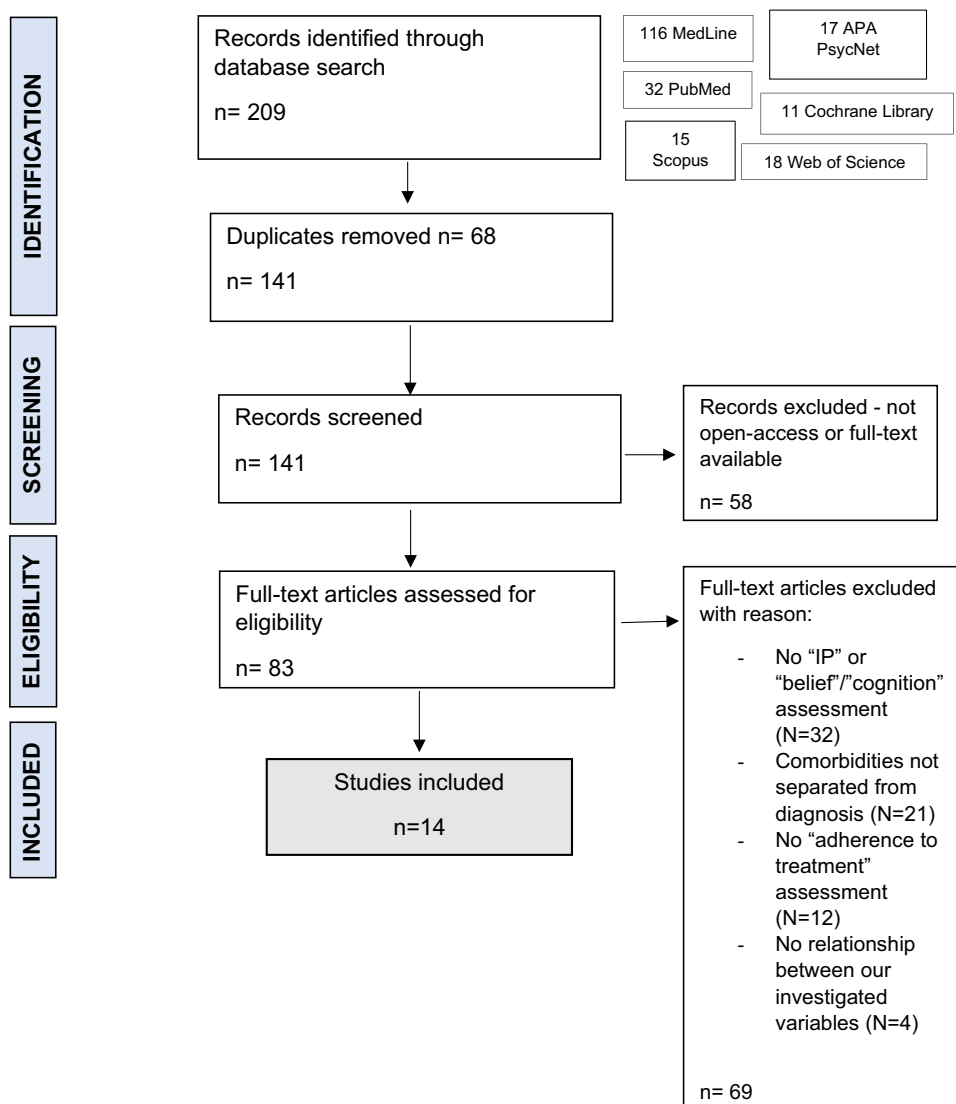 IDENTIFICATION
Records identified through
database search
n= 209
116 MedLine
17 APA
PsycNet
32 PubMed
11 Cochrane Library
15
Scopus
18 Web of Science
Duplicates removed n= 68
n= 141
SCREENING
Records screened
n= 141
Records excluded - not
open-access or full-text
available
n= 58
ELIGIBILITY
Full-text articles assessed for
eligibility
n= 83
Full-text articles excluded
with reason:
- No “IP” or
“belief”/”cognition”
assessment
(N=32)
- Comorbidities not
separated from
diagnosis (N=21)
- No “adherence to
treatment”
assessment
(N=12)
- No relationship
between our
investigated
variables (N=4)
n= 69
INCLUDED
Studies included
n=14